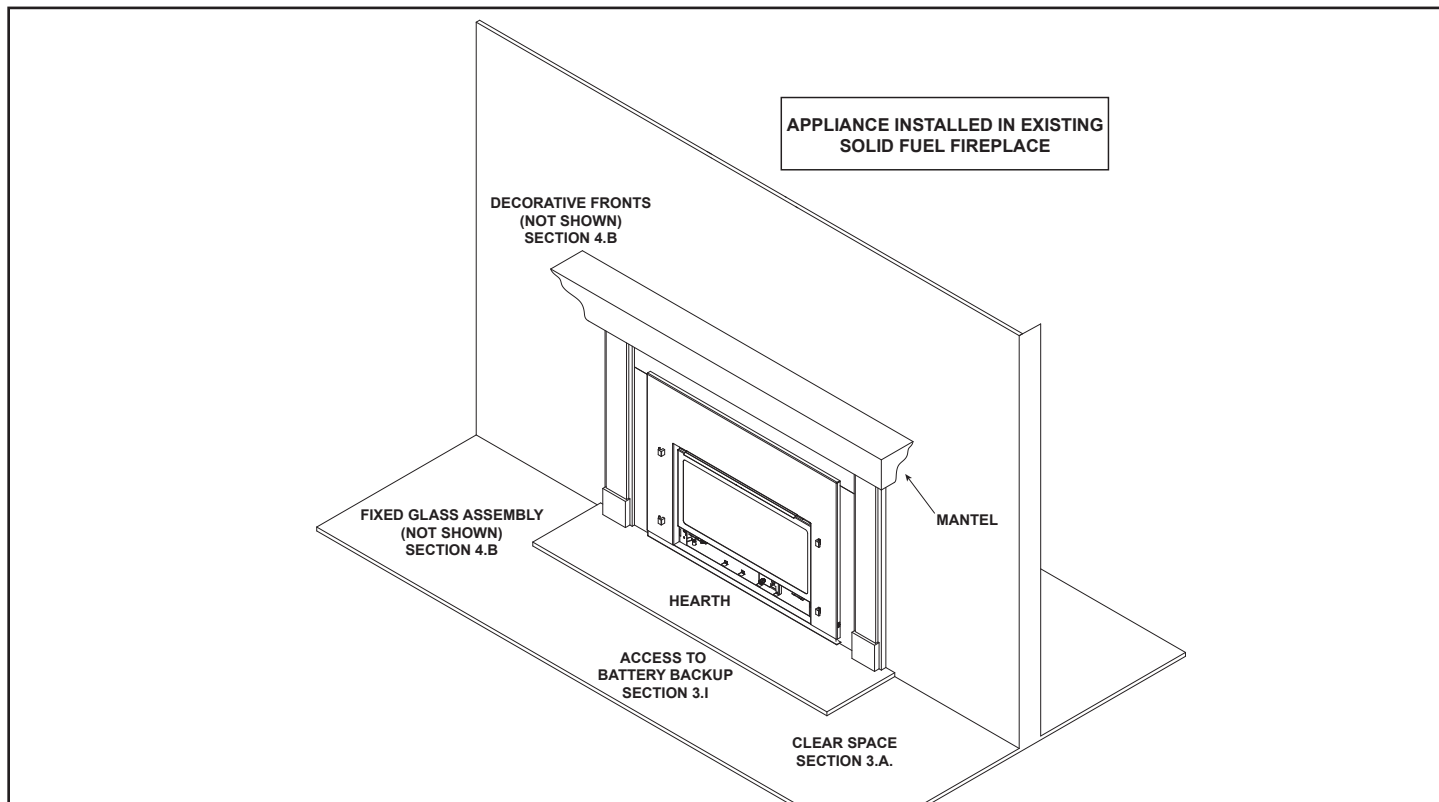 APPLIANCE INSTALLED IN EXISTING
SOLID FUEL FIREPLACE
DECORATIVE FRONTS
(NOT SHOWN)
SECTION 4.B
FIXED GLASS ASSEMBLY
(NOT SHOWN)
SECTION 4.B
MANTEL
HEARTH
ACCESS TO
BATTERY BACKUP
SECTION 3.I
CLEAR SPACE
SECTION 3.A.